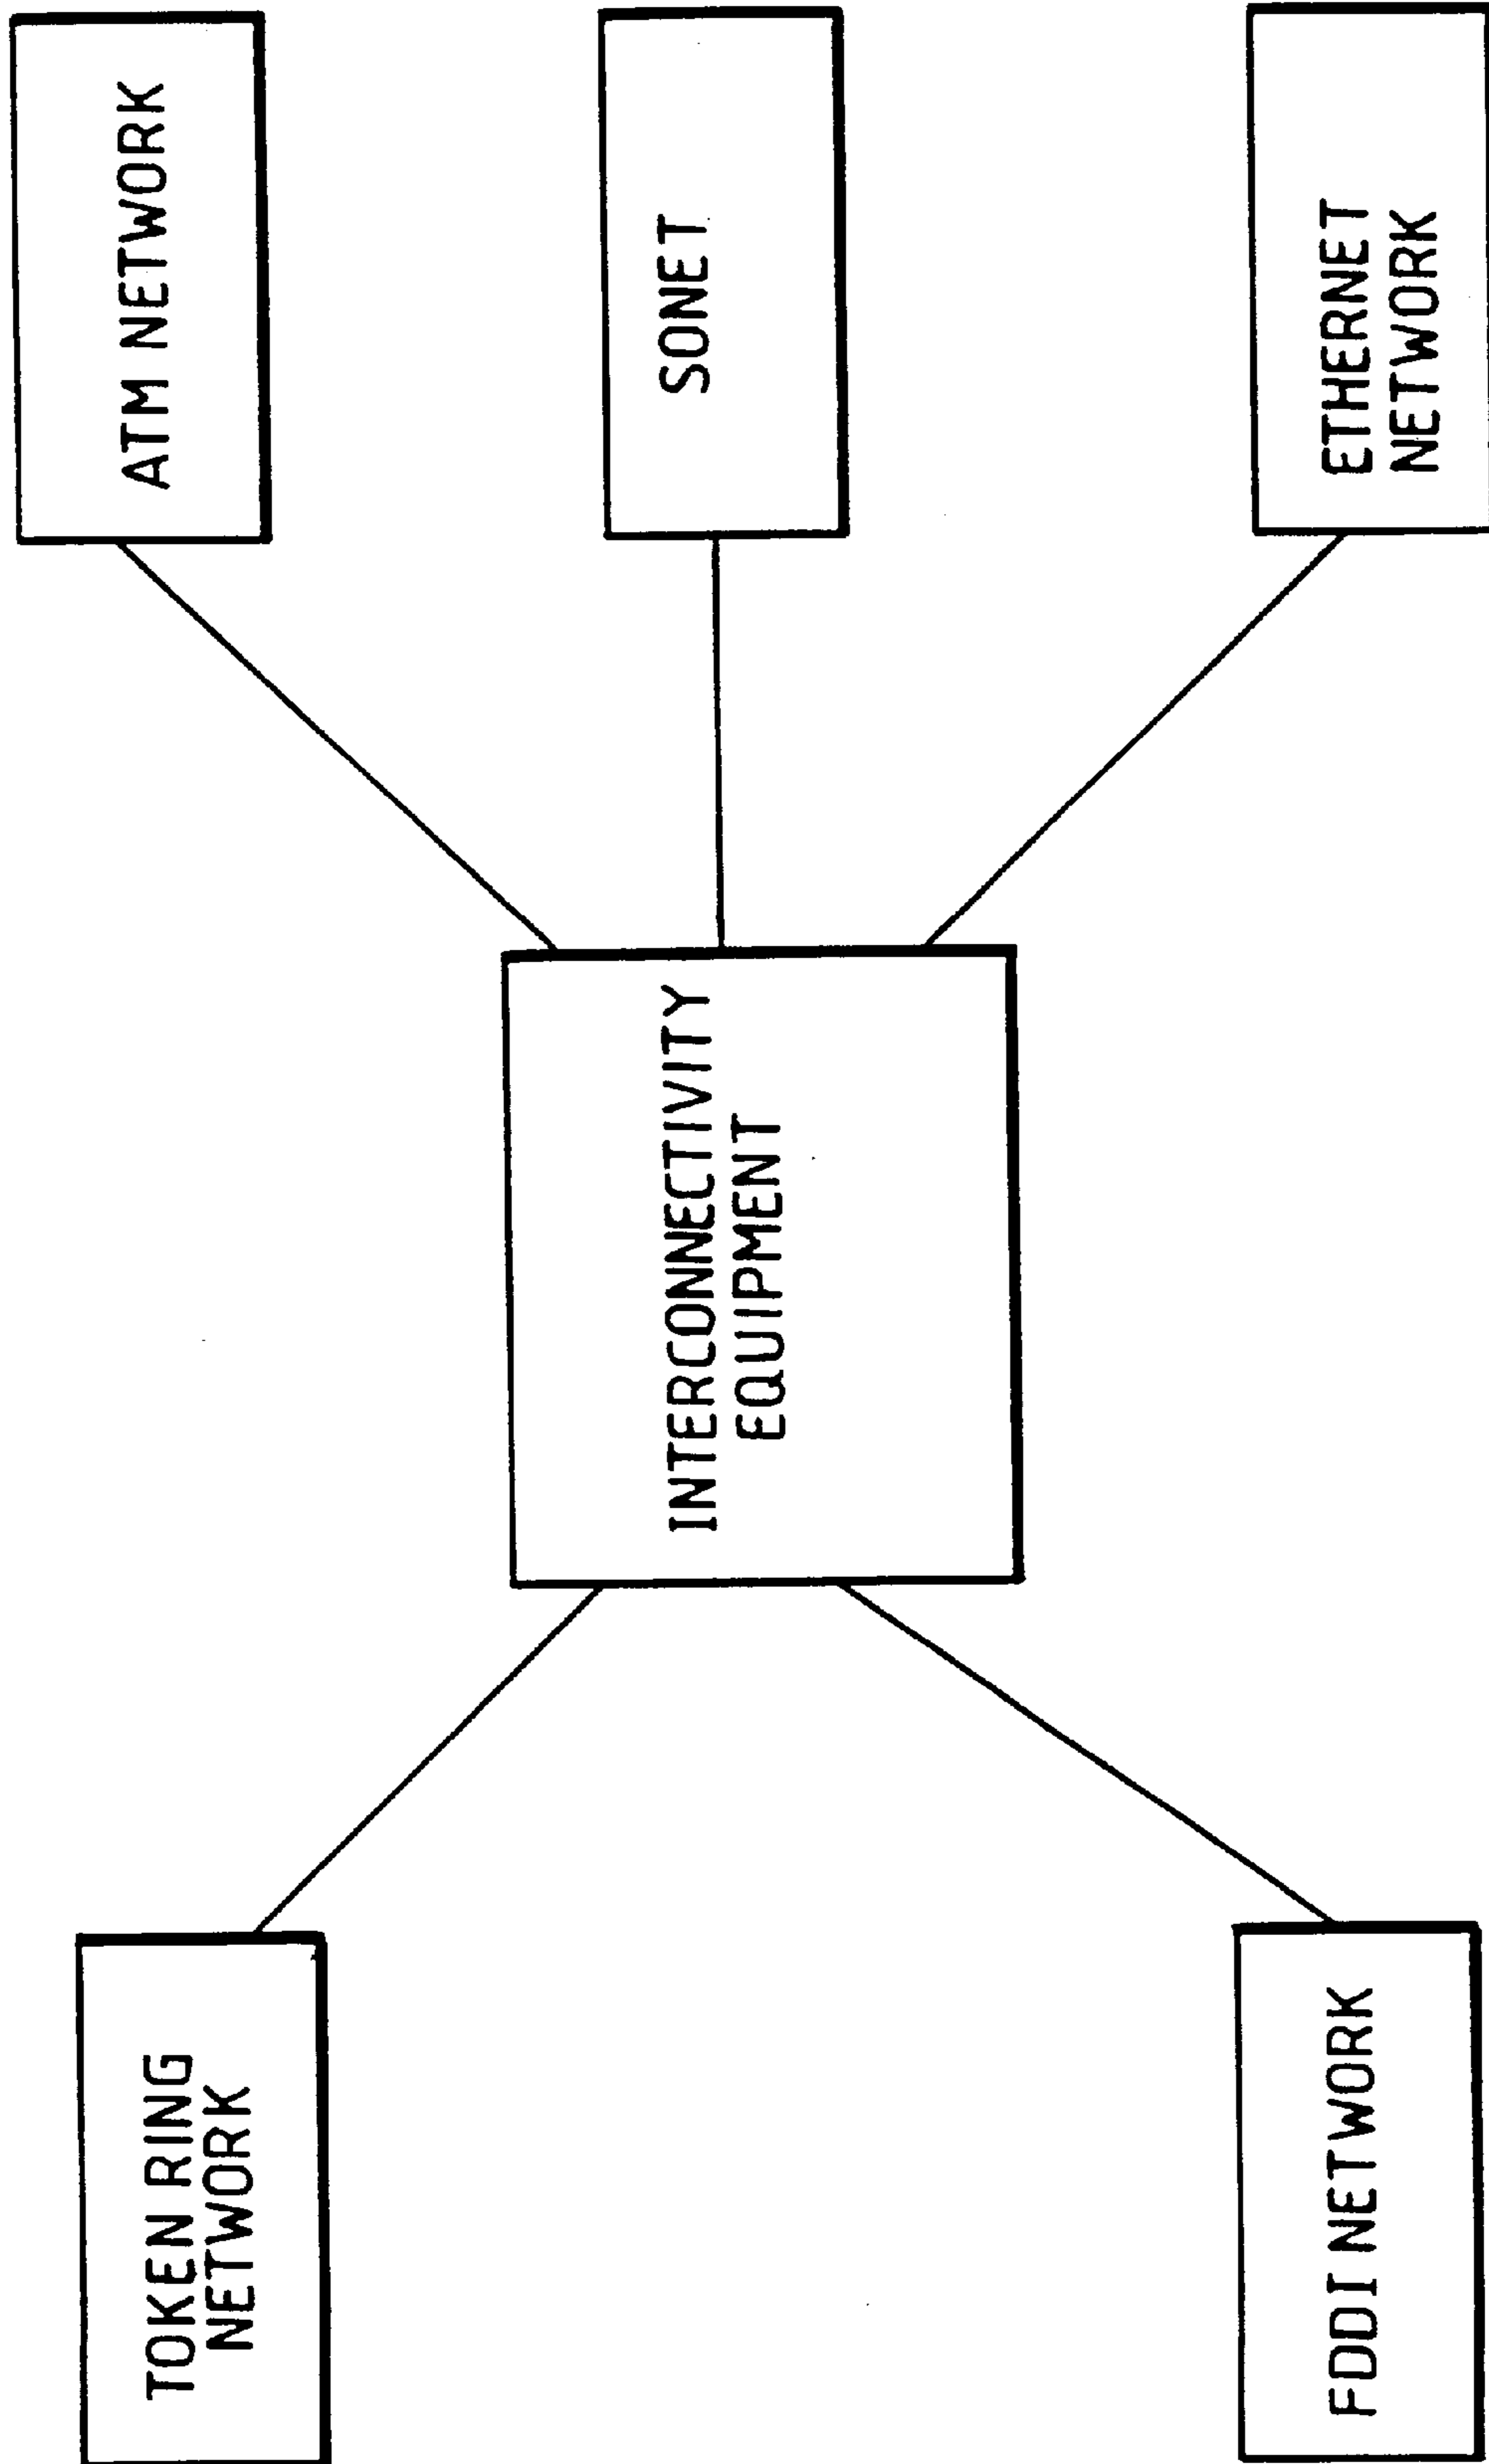 TOKEN RING
NETWORK
FDDI NETWORK
INTERCONNECTIVITY
EQUIPMENT
ATM NETWORK
SONET
ETHERNET
NETWORK